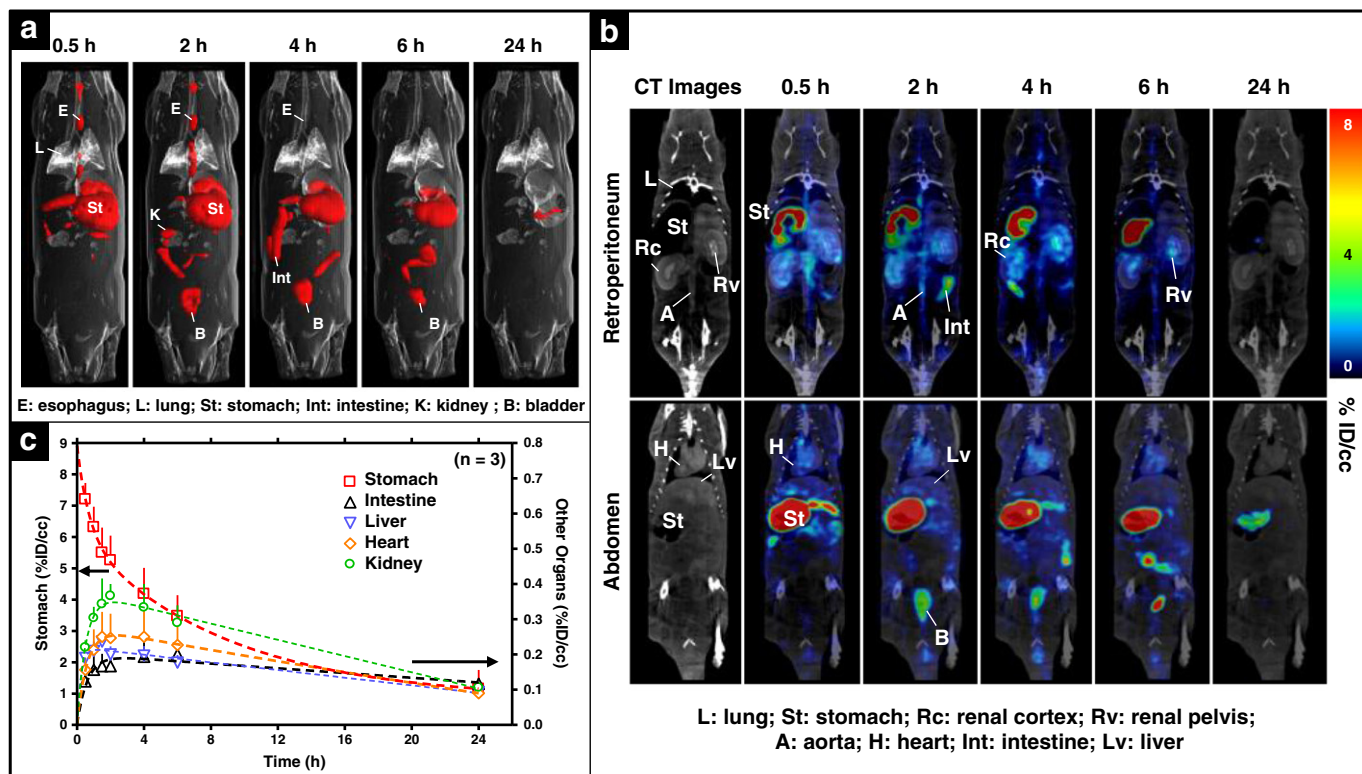 a
0.5 h 2 h 4 h 6 h 24 h
E
L
St
E
K
St
B
E
Int
B
B
E: esophagus; L: lung; St: stomach; Int: intestine; K: kidney ; B: bladder
b
CT Images 0.5 h 2 h 4 h 6 h 24 h
Retroperitoneum
L
St
Rc
Rv
A
St
A
Int
Rc
Rv
8
4
0
% ID/cc
Abdomen
H
Lv
St
H
St
Lv
B
L: lung; St: stomach; Rc: renal cortex; Rv: renal pelvis;
A: aorta; H: heart; Int: intestine; Lv: liver
c
(n = 3)
Stomach
Intestine
Liver
Heart
Kidney
Stomach (%ID/cc)
9
8
7
6
5
4
3
2
1
0
Other Organs (%ID/cc)
0.8
0.7
0.6
0.5
0.4
0.3
0.2
0.1
0.0
0 4 8 12 16 20 24
Time (h)